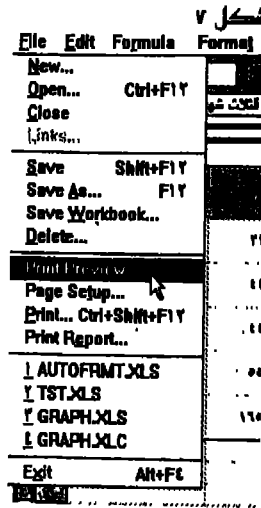 شكل ٧
File Edit Formula Format
New...
Open... Ctrl+F١٢
Close
Links...
Save Shift+F١٢
Save As... F١٢
Save Workbook...
Delete...
Print Preview
Page Setup...
Print... Ctrl+Shift+F١٢
Print Report...
١ AUTOFRMT.XLS
٢ TST.XLS
٣ GRAPH.XLS
٤ GRAPH.XLC
Exit Alt+F٤